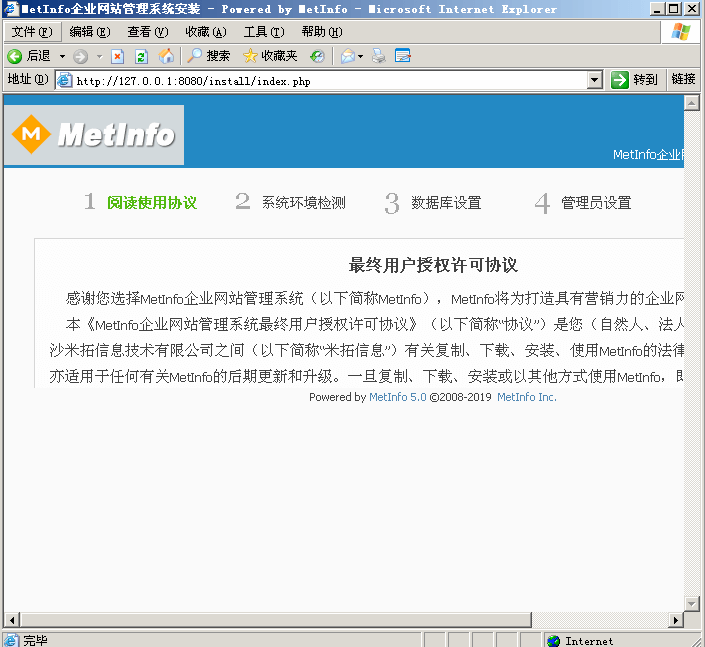 MetInfo企业网站管理系统安装 - Powered by MetInfo - Microsoft Internet Explorer
文件(F) 编辑(E) 查看(V) 收藏(A) 工具(T) 帮助(H)
后退 搜索 收藏夹
地址(D) http://127.0.0.1:8080/install/index.php 转到 链接
M MetInfo
MetInfo企业
1 阅读使用协议 2 系统环境检测 3 数据库设置 4 管理员设置
最终用户授权许可协议
感谢您选择MetInfo企业网站管理系统（以下简称MetInfo），MetInfo将为打造具有营销力的企业网
本《MetInfo企业网站管理系统最终用户授权许可协议》（以下简称“协议”）是您（自然人、法人
沙米拓信息技术有限公司之间（以下简称“米拓信息”）有关复制、下载、安装、使用MetInfo的法律
亦适用于任何有关MetInfo的后期更新和升级。一旦复制、下载、安装或以其他方式使用MetInfo，即
Powered by MetInfo 5.0 ©2008-2019 MetInfo Inc.
完毕 Internet